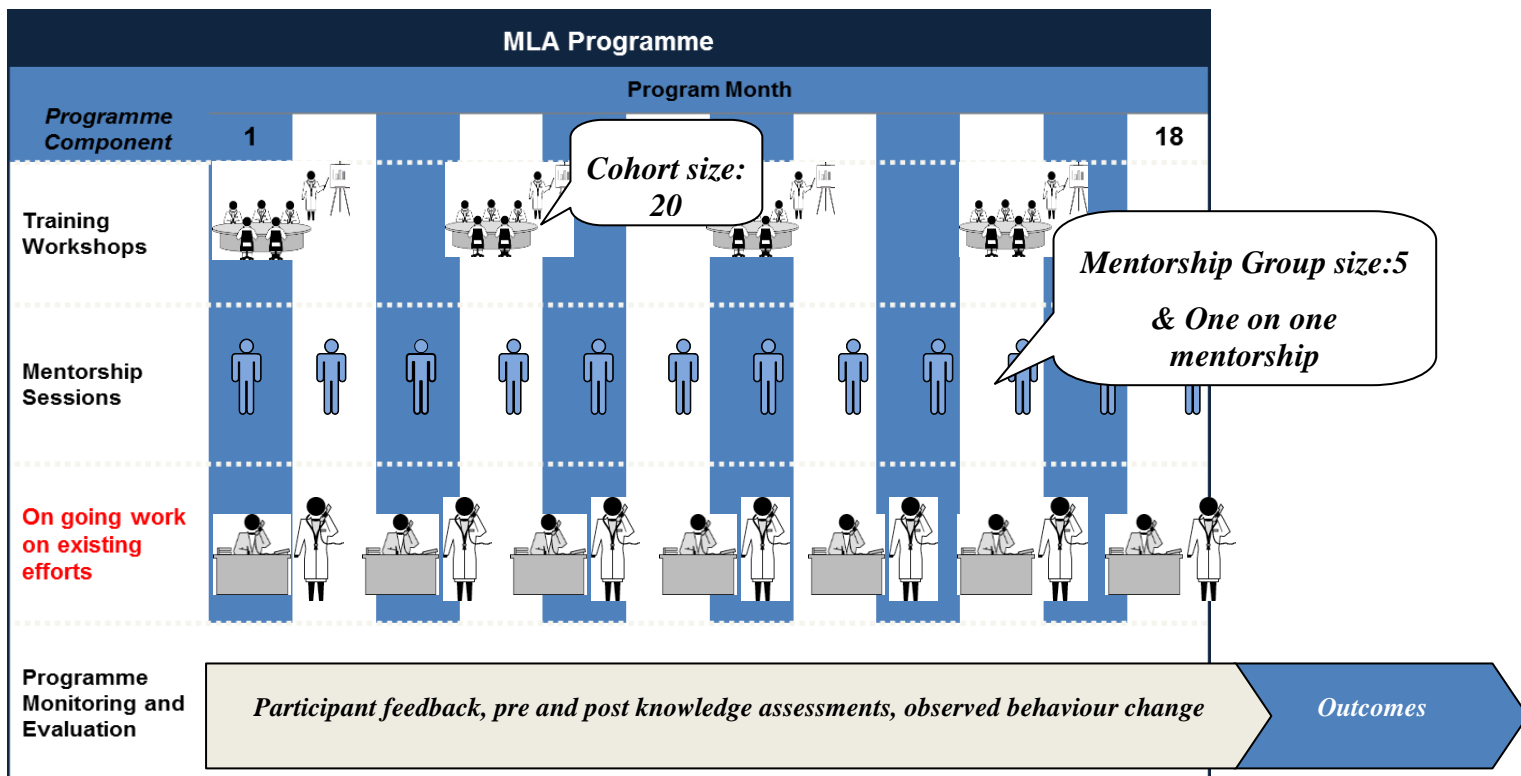 MLA Programme
Program Month
Programme
Component
1
18
Cohort size:
20
Training
Workshops
Mentorship Group size:5
& One on one
mentorship
Mentorship
Sessions
On going work
on existing
efforts
Programme
Monitoring and
Evaluation
Participant feedback, pre and post knowledge assessments, observed behaviour change
Outcomes